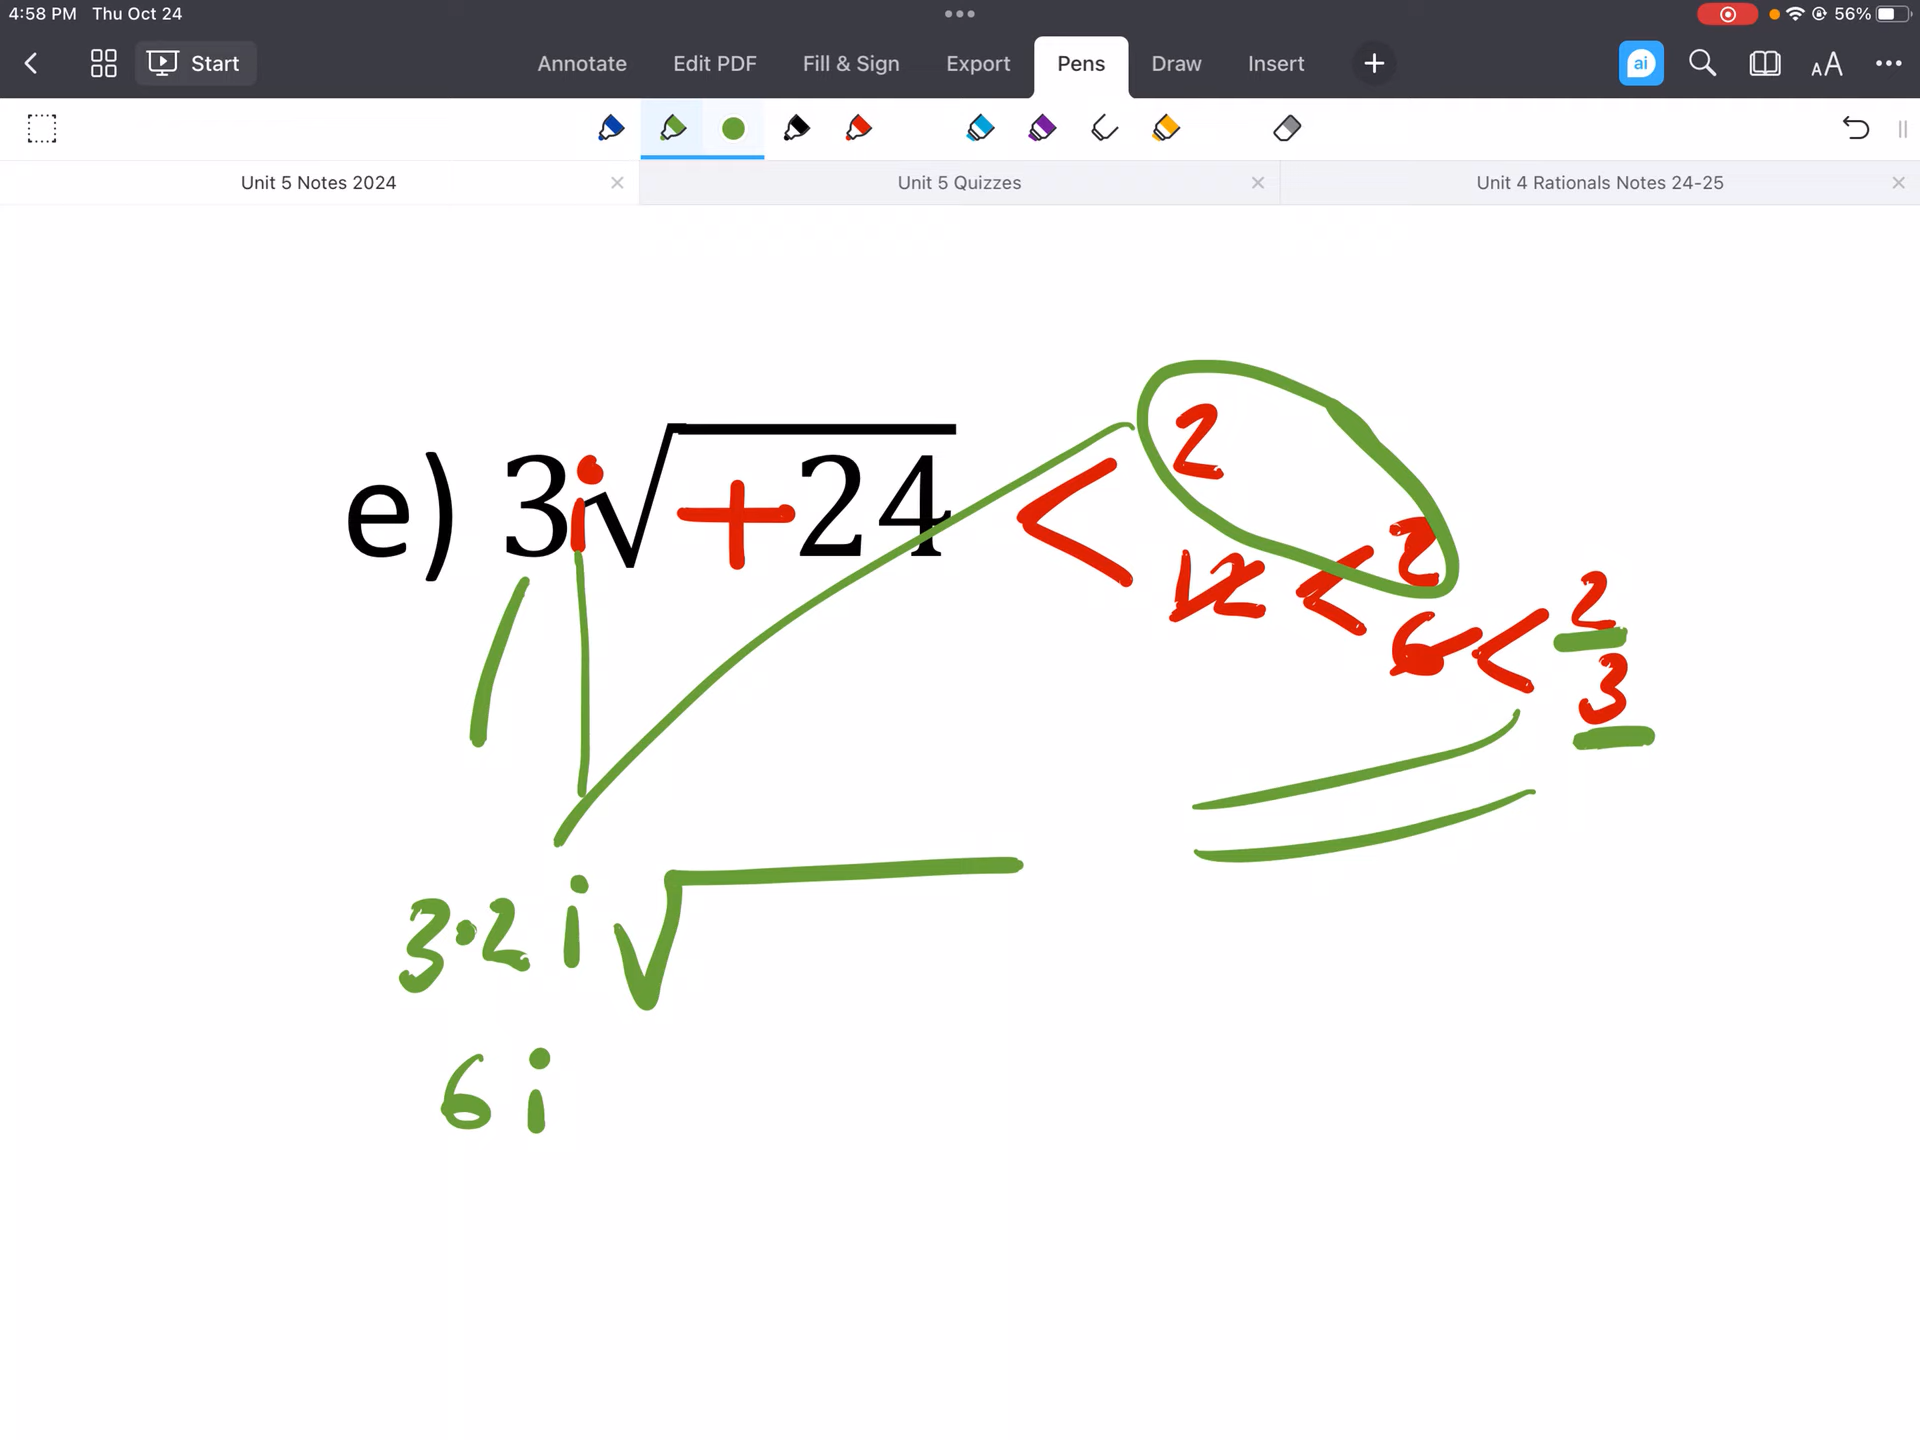 4:58 PM Thu Oct 24
56%
Start
Annotate Edit PDF Fill & Sign Export Pens Draw Insert
ai
AA
Unit 5 Notes 2024
Unit 5 Quizzes
Unit 4 Rationals Notes 24-25
e) 3i√+24 < 2
12 < 2
6 < 2
3
3·2 i √
6 i